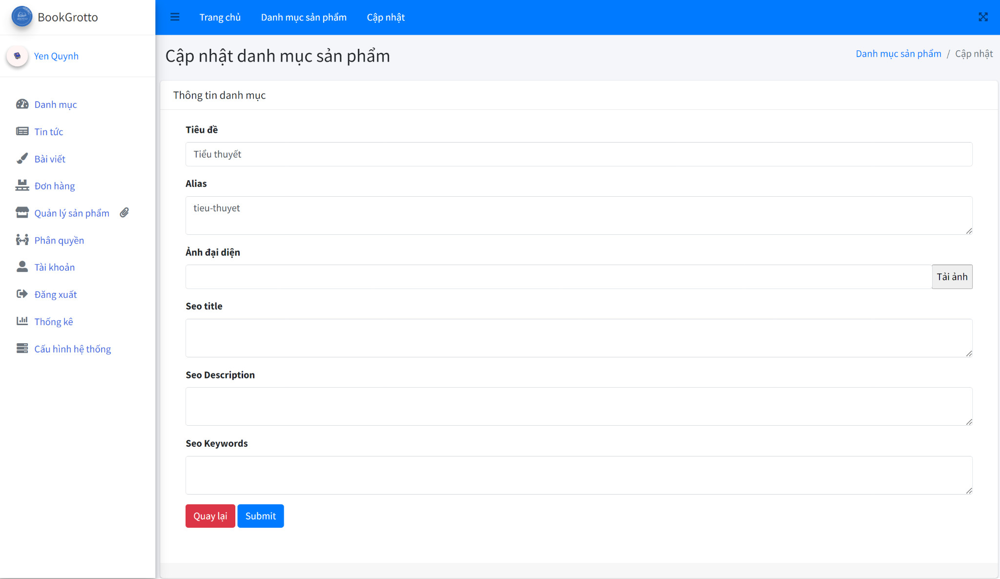 BookGrotto
Trang chủ
Danh mục sản phẩm
Cập nhật
Yen Quynh
Danh mục
Tin tức
Bài viết
Đơn hàng
Quản lý sản phẩm
Phân quyền
Tài khoản
Đăng xuất
Thống kê
Cấu hình hệ thống
Cập nhật danh mục sản phẩm
Danh mục sản phẩm / Cập nhật
Thông tin danh mục
Tiêu đề
Tiểu thuyết
Alias
tieu-thuyet
Ảnh đại diện
Tải ảnh
Seo title
Seo Description
Seo Keywords
Quay lại
Submit